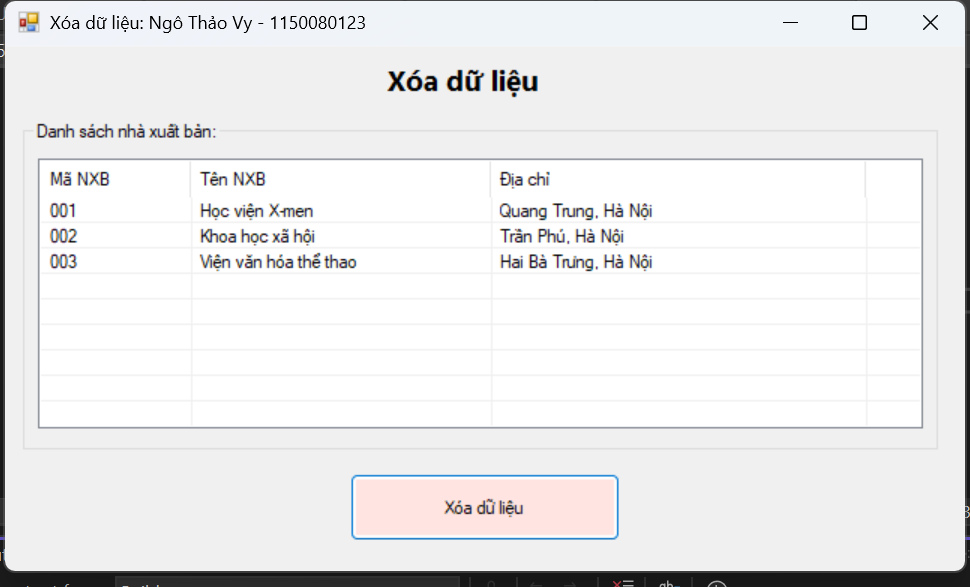 Xóa dữ liệu: Ngô Thảo Vy - 1150080123
Xóa dữ liệu
Danh sách nhà xuất bản:
Mã NXB Tên NXB Địa chỉ
001 Học viện X-men Quang Trung, Hà Nội
002 Khoa học xã hội Trần Phú, Hà Nội
003 Viện văn hóa thể thao Hai Bà Trưng, Hà Nội
Xóa dữ liệu